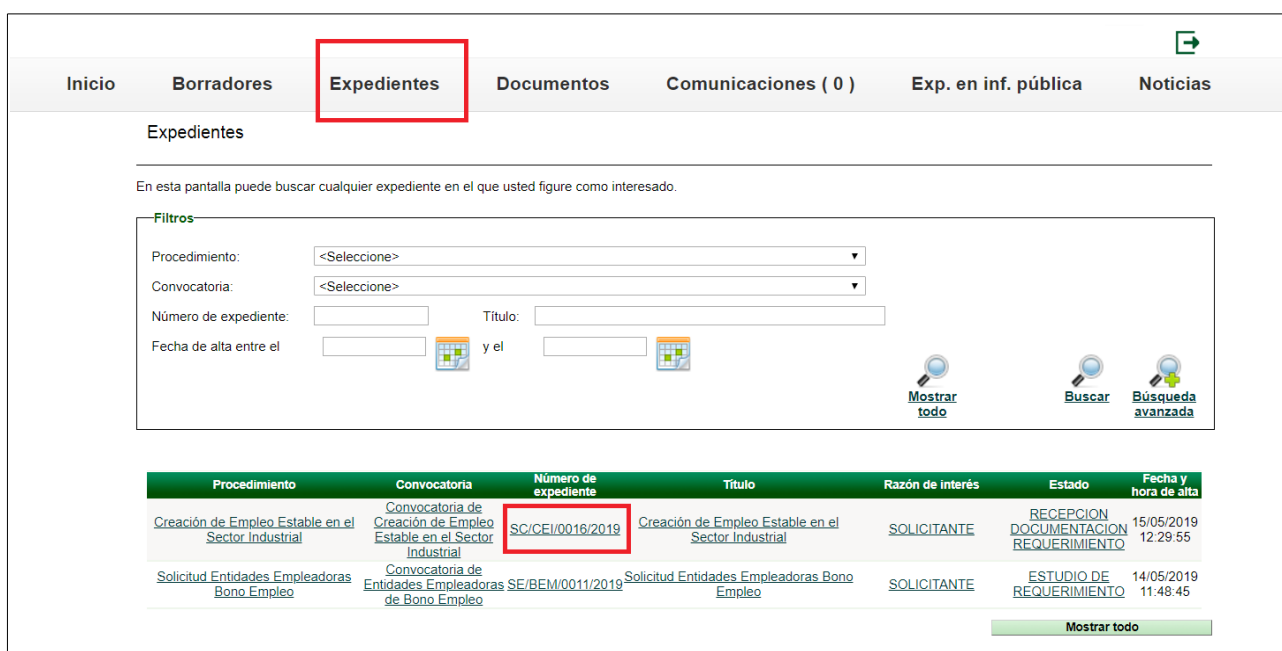 Inicio Borradores Expedientes Documentos Comunicaciones ( 0 ) Exp. en inf. pública Noticias
Expedientes
En esta pantalla puede buscar cualquier expediente en el que usted figure como interesado.
Filtros
Procedimiento: <Seleccione>
Convocatoria: <Seleccione>
Número de expediente: Título:
Fecha de alta entre el y el
Mostrar todo Buscar Búsqueda avanzada
Procedimiento Convocatoria Número de expediente Título Razón de interés Estado Fecha y hora de alta
Creación de Empleo Estable en el Sector Industrial Convocatoria de Creación de Empleo Estable en el Sector Industrial SC/CEI/0016/2019 Creación de Empleo Estable en el Sector Industrial SOLICITANTE RECEPCION DOCUMENTACION REQUERIMIENTO 15/05/2019 12:29:55
Solicitud Entidades Empleadoras Bono Empleo Convocatoria de Entidades Empleadoras de Bono Empleo SE/BEM/0011/2019 Solicitud Entidades Empleadoras Bono Empleo SOLICITANTE ESTUDIO DE REQUERIMIENTO 14/05/2019 11:48:45
Mostrar todo